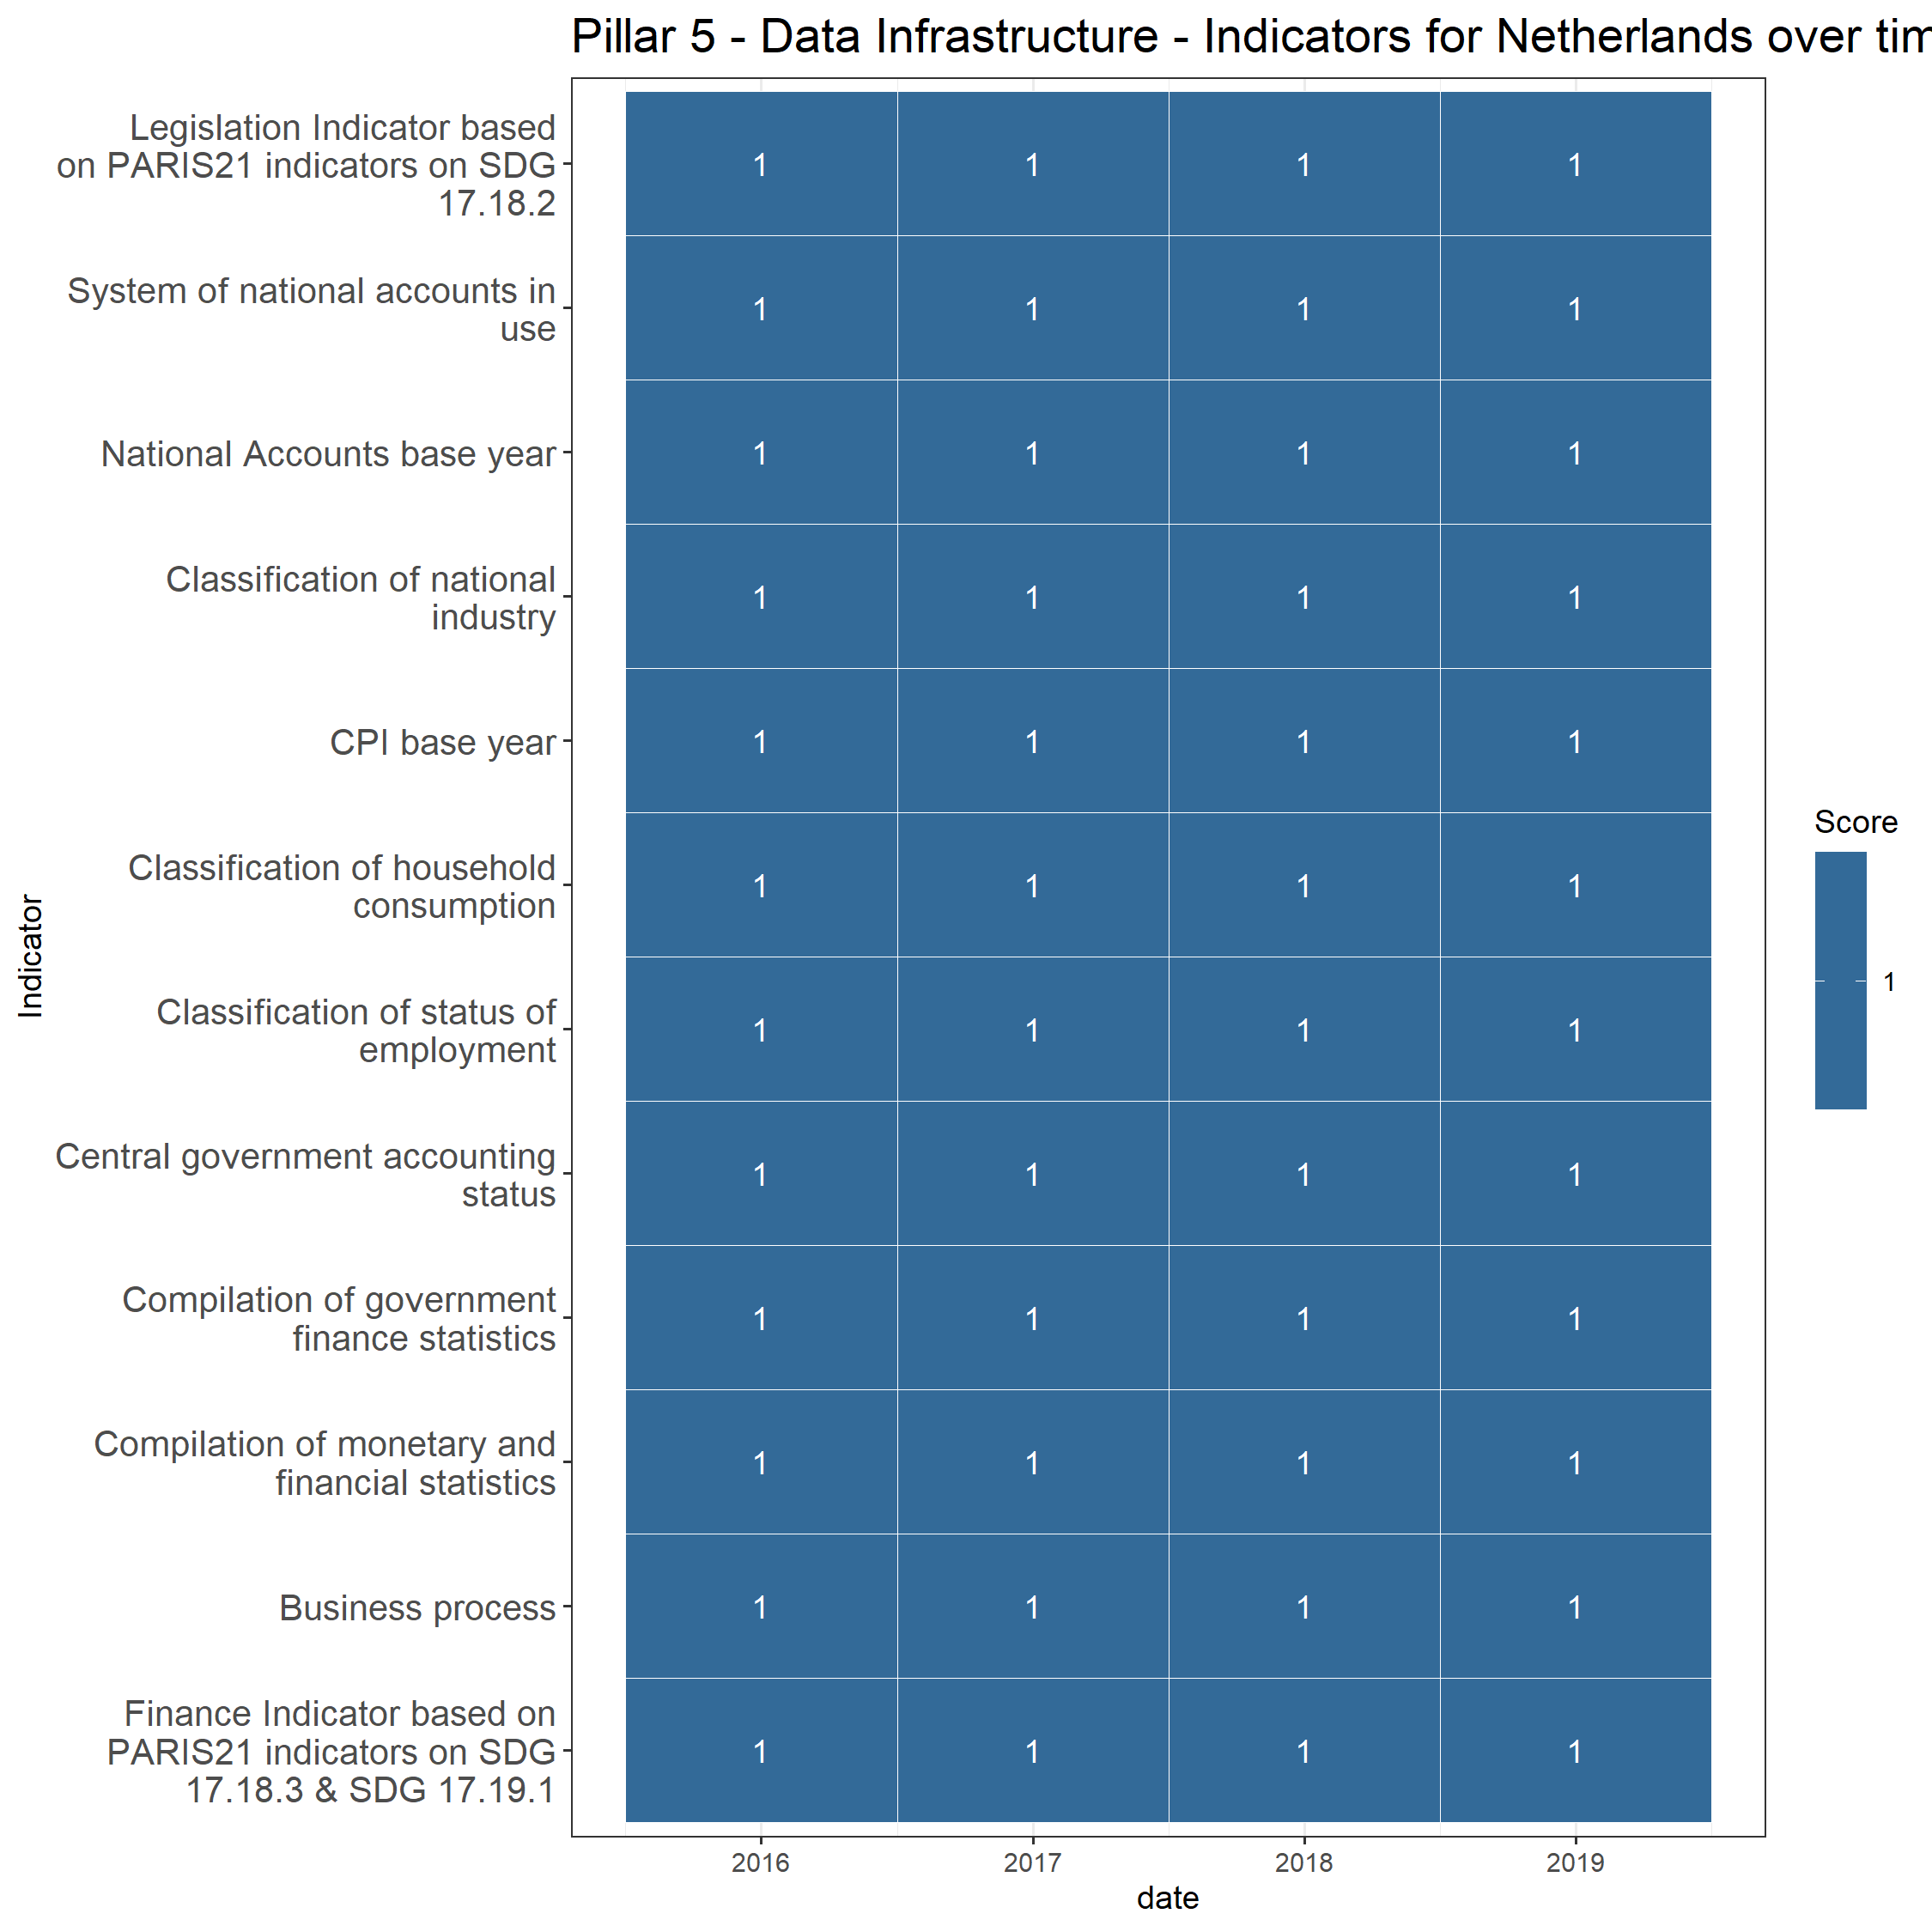 Pillar 5 - Data Infrastructure - Indicators for Netherlands over tim
Legislation Indicator based
on PARIS21 indicators on SDG
17.18.2
1 1 1 1
System of national accounts in
use
1 1 1 1
National Accounts base year
1 1 1 1
Classification of national
industry
1 1 1 1
CPI base year
1 1 1 1
Classification of household
consumption
1 1 1 1
Classification of status of
employment
1 1 1 1
Central government accounting
status
1 1 1 1
Compilation of government
finance statistics
1 1 1 1
Compilation of monetary and
financial statistics
1 1 1 1
Business process
1 1 1 1
Finance Indicator based on
PARIS21 indicators on SDG
17.18.3 & SDG 17.19.1
1 1 1 1
Indicator
2016 2017 2018 2019
date
Score
1